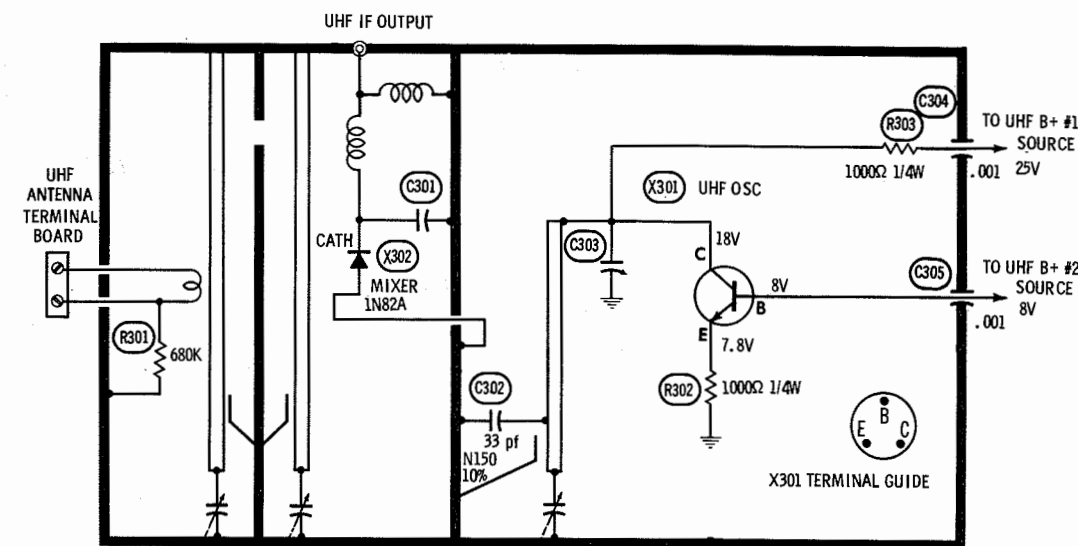 UHF IF OUTPUT
C304
R303
TO UHF B+ #1
SOURCE
25V
1000Ω 1/4W
.001
UHF
ANTENNA
TERMINAL
BOARD
C301
X301
UHF OSC
CATH
X302
MIXER
1N82A
C303
18V
C
8V
B
E
7.8V
C305
TO UHF B+ #2
SOURCE
8V
.001
R301
680K
C302
33 pf
N150
10%
R302
1000Ω 1/4W
B
E
C
X301 TERMINAL GUIDE